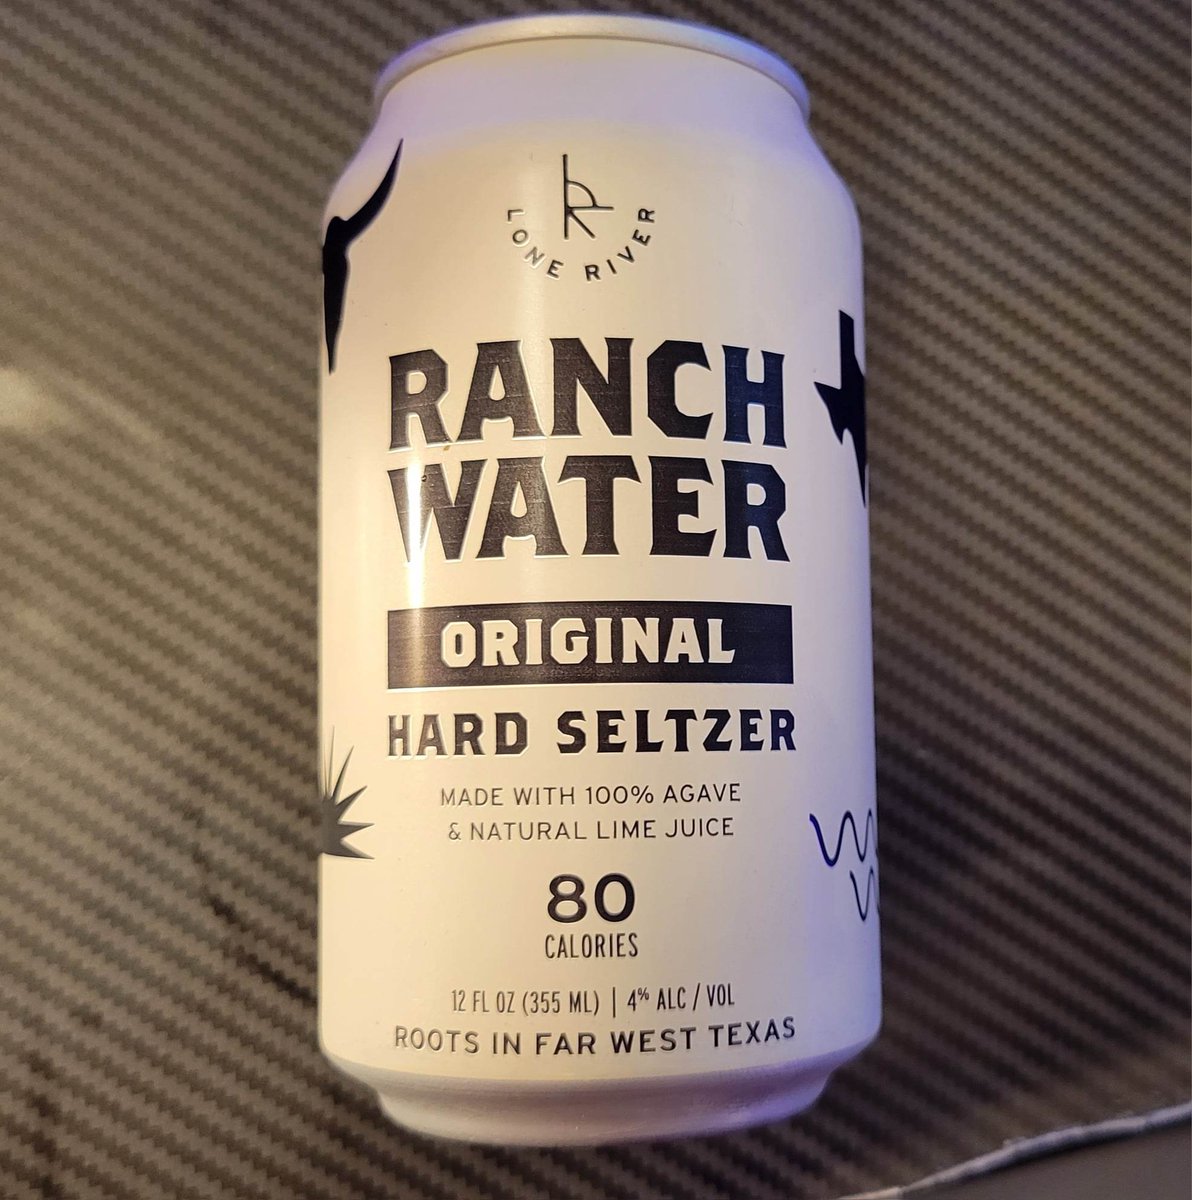 LONE RIVER
RANCH
WATER
ORIGINAL
HARD SELTZER
MADE WITH 100% AGAVE
& NATURAL LIME JUICE
80
CALORIES
12 FL OZ (355 ML) | 4% ALC / VOL
ROOTS IN FAR WEST TEXAS